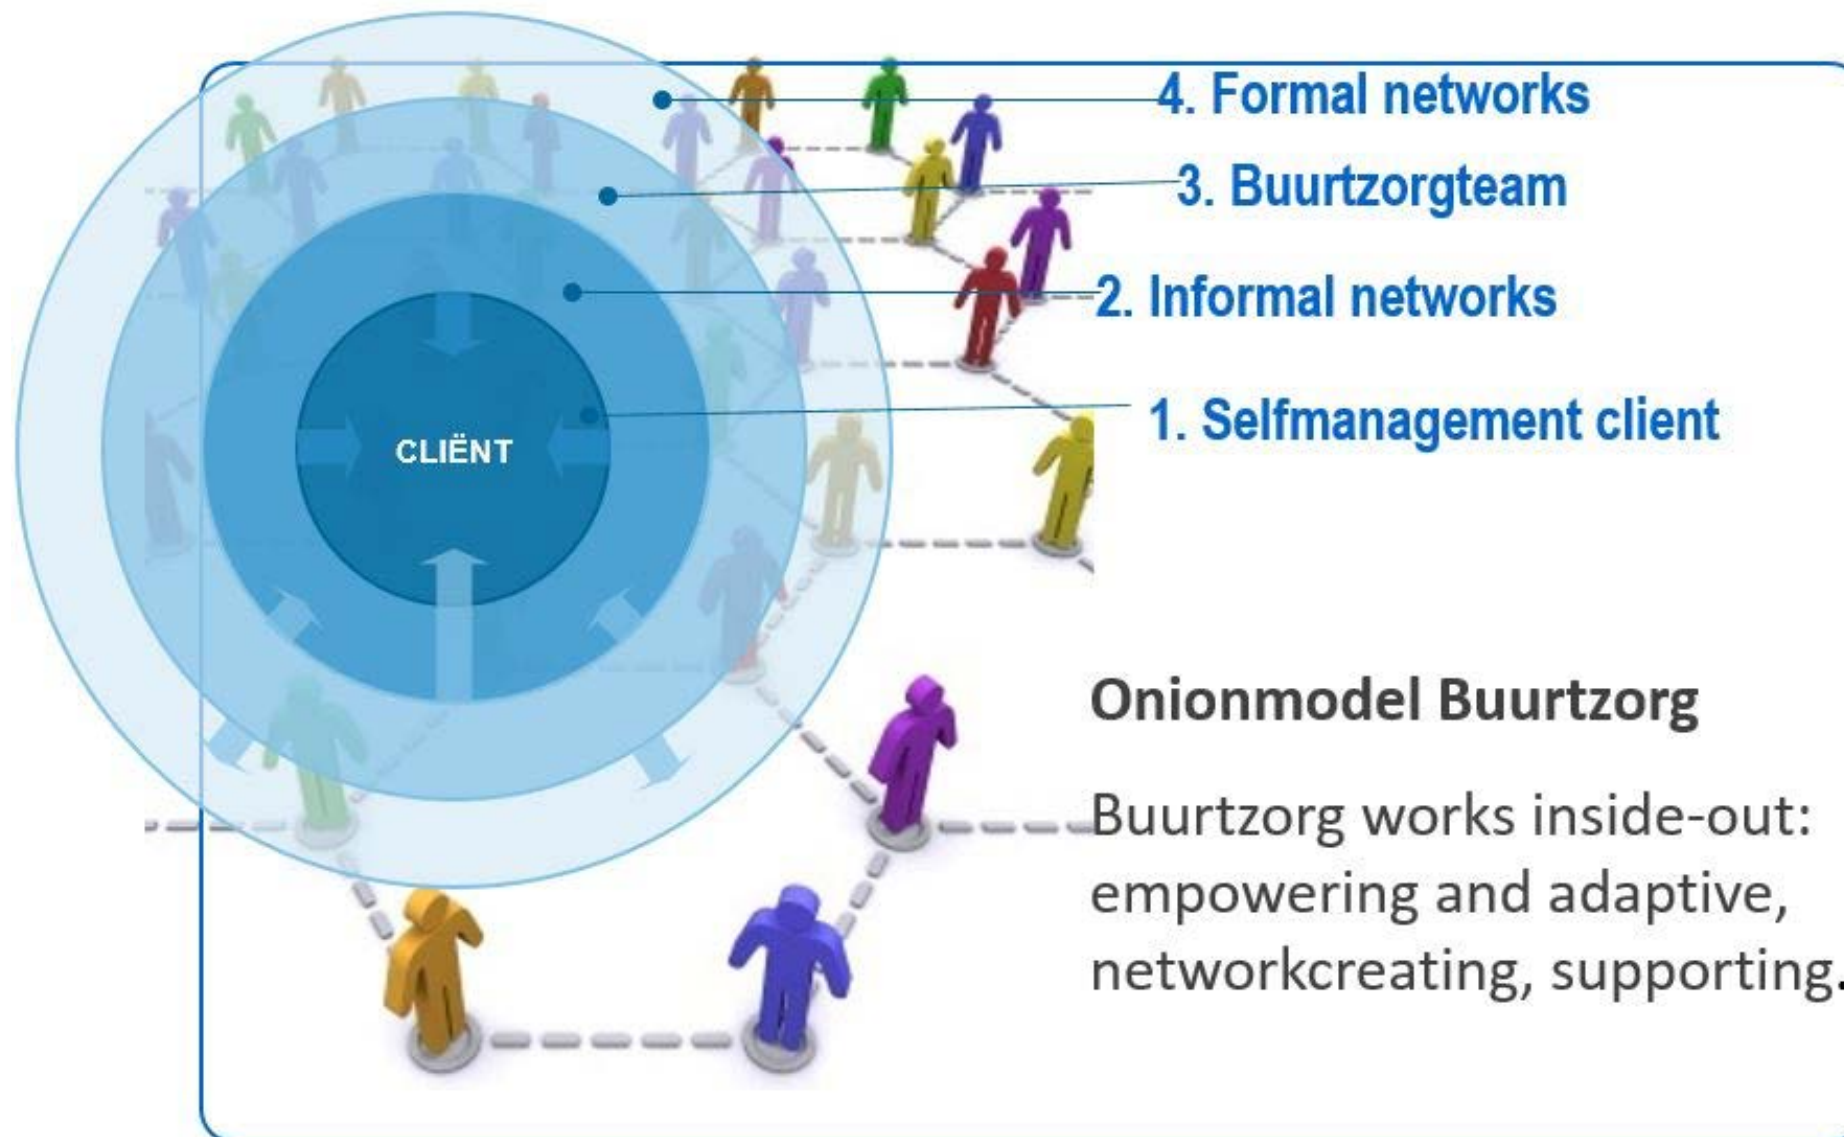 4. Formal networks
3. Buurtzorgteam
2. Informal networks
1. Selfmanagement client
CLIËNT
Onionmodel Buurtzorg
Buurtzorg works inside-out:
empowering and adaptive,
networkcreating, supporting.